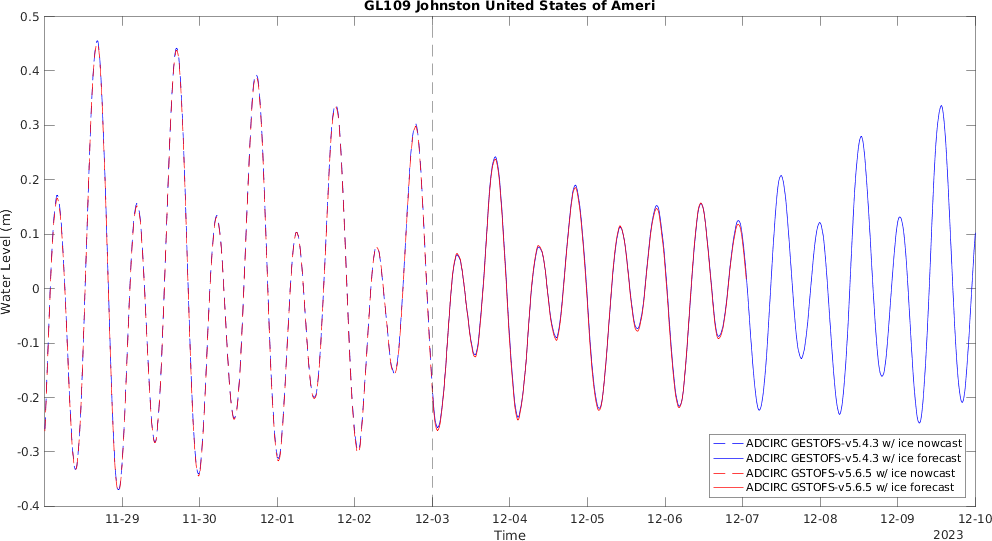 GL109 Johnston United States of Ameri
0.5
0.4
0.3
0.2
0.1
0
-0.1
-0.2
-0.3
-0.4
Water Level (m)
11-29 11-30 12-01 12-02 12-03 12-04 12-05 12-06 12-07 12-08 12-09 12-10
Time
2023
ADCIRC GESTOFS-v5.4.3 w/ ice nowcast
ADCIRC GESTOFS-v5.4.3 w/ ice forecast
ADCIRC GSTOFS-v5.6.5 w/ ice nowcast
ADCIRC GSTOFS-v5.6.5 w/ ice forecast